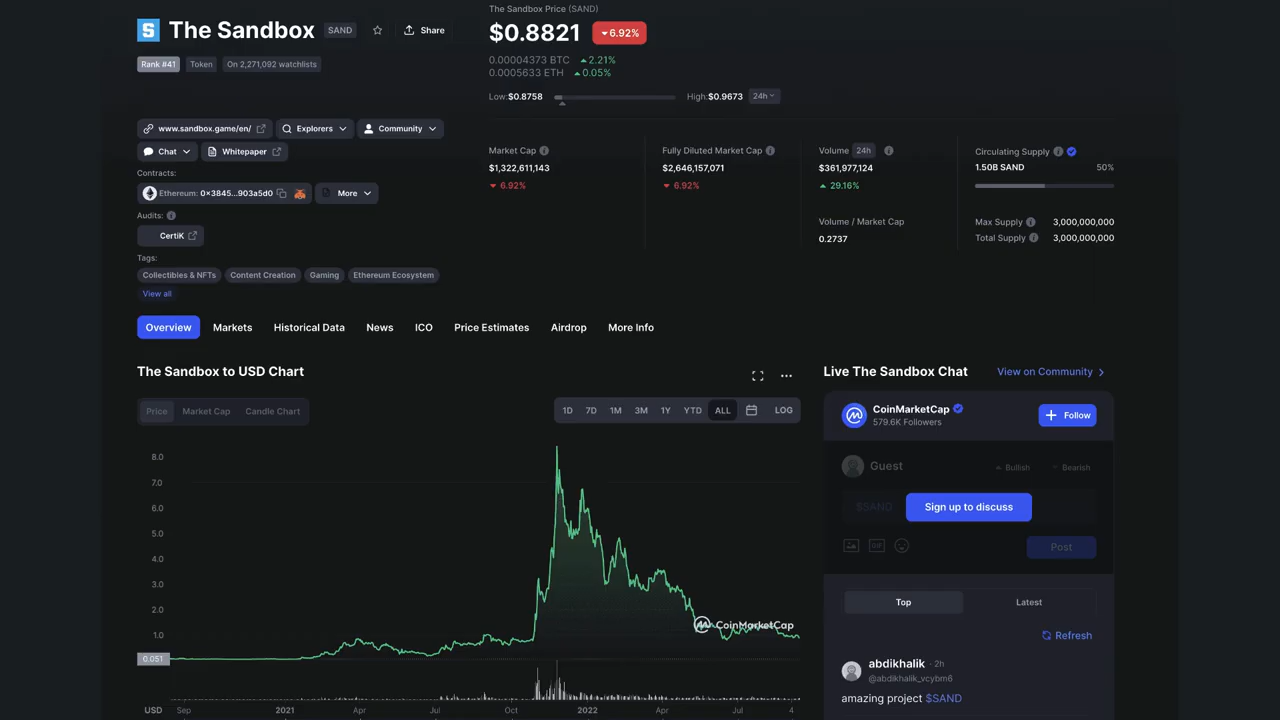 The Sandbox SAND Share
Rank #41 Token On 2,271,092 watchlists
The Sandbox Price (SAND)
$0.8821 6.92%
0.00004373 BTC 2.21%
0.0005633 ETH 0.05%
Low: $0.8758 High: $0.9673 24h
www.sandbox.game/en/ Explorers Community
Chat Whitepaper
Contracts:
Ethereum: 0x3845...903a5d0 More
Audits:
CertiK
Tags:
Collectibles & NFTs Content Creation Gaming Ethereum Ecosystem
View all
Market Cap
$1,322,611,143
6.92%
Fully Diluted Market Cap
$2,646,157,071
6.92%
Volume 24h
$361,977,124
29.16%
Volume / Market Cap
0.2737
Circulating Supply
1.50B SAND 50%
Max Supply 3,000,000,000
Total Supply 3,000,000,000
Overview Markets Historical Data News ICO Price Estimates Airdrop More Info
The Sandbox to USD Chart
Price Market Cap Candle Chart
1D 7D 1M 3M 1Y YTD ALL LOG
8.0
7.0
6.0
5.0
4.0
3.0
2.0
1.0
0.051
CoinMarketCap
USD Sep 2021 Apr Jul Oct 2022 Apr Jul 4
Live The Sandbox Chat View on Community
CoinMarketCap
579.6K Followers
Follow
Guest Bullish Bearish
$SAND Sign up to discuss
GIF Post
Top Latest
Refresh
abdikhalik · 2h
@abdikhalik_vcybm6
amazing project $SAND